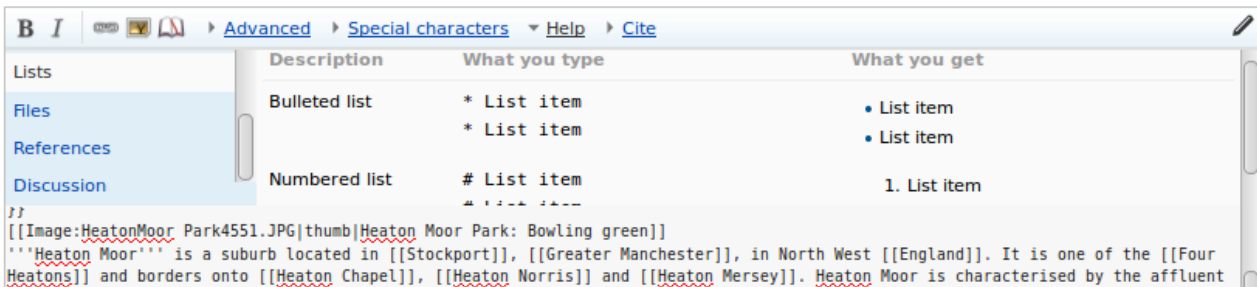 B I Advanced Special characters Help Cite
Lists
Description What you type What you get
Files
Bulleted list * List item • List item
* List item • List item
References
Discussion
Numbered list # List item 1. List item
# List item
}}
[[Image:HeatonMoor Park4551.JPG|thumb|Heaton Moor Park: Bowling green]]
'''Heaton Moor''' is a suburb located in [[Stockport]], [[Greater Manchester]], in North West [[England]]. It is one of the [[Four
Heatons]] and borders onto [[Heaton Chapel]], [[Heaton Norris]] and [[Heaton Mersey]]. Heaton Moor is characterised by the affluent